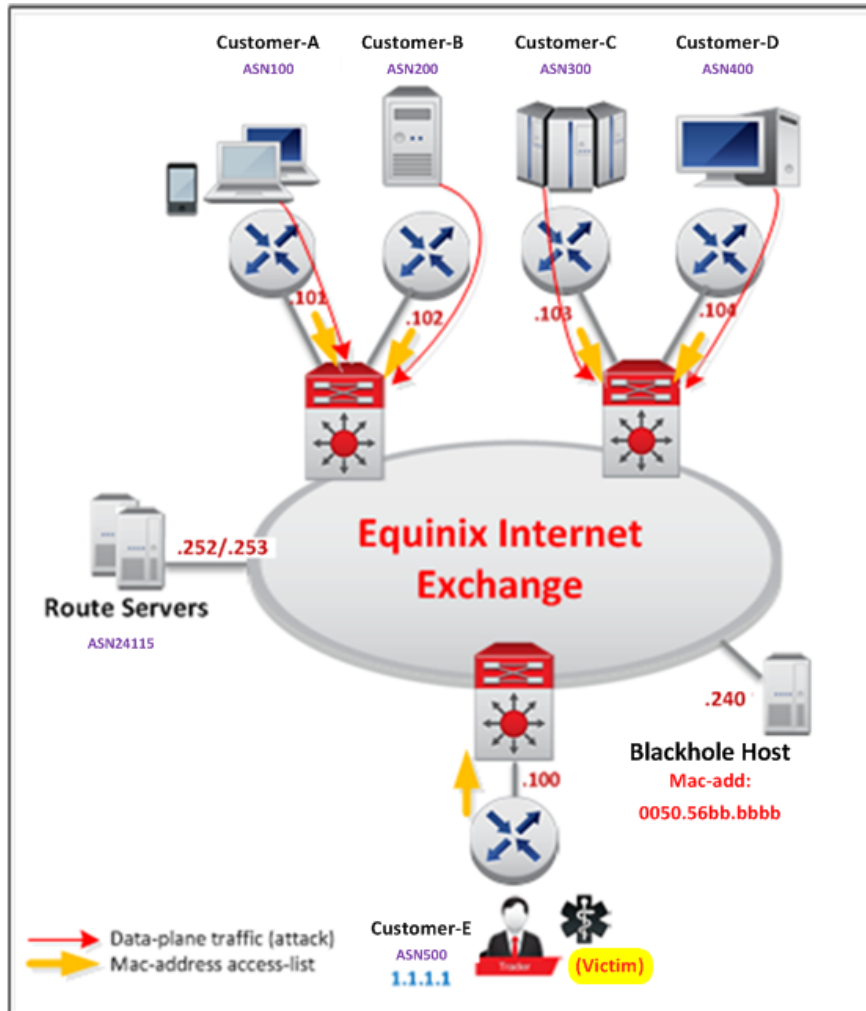 Customer-A
ASN100
Customer-B
ASN200
Customer-C
ASN300
Customer-D
ASN400
.101
.102
.103
.104
Equinix Internet
Exchange
.252/.253
Route Servers
ASN24115
.240
Blackhole Host
Mac-add:
0050.56bb.bbbb
.100
Customer-E
ASN500
1.1.1.1
Trader
(Victim)
Data-plane traffic (attack)
Mac-address access-list